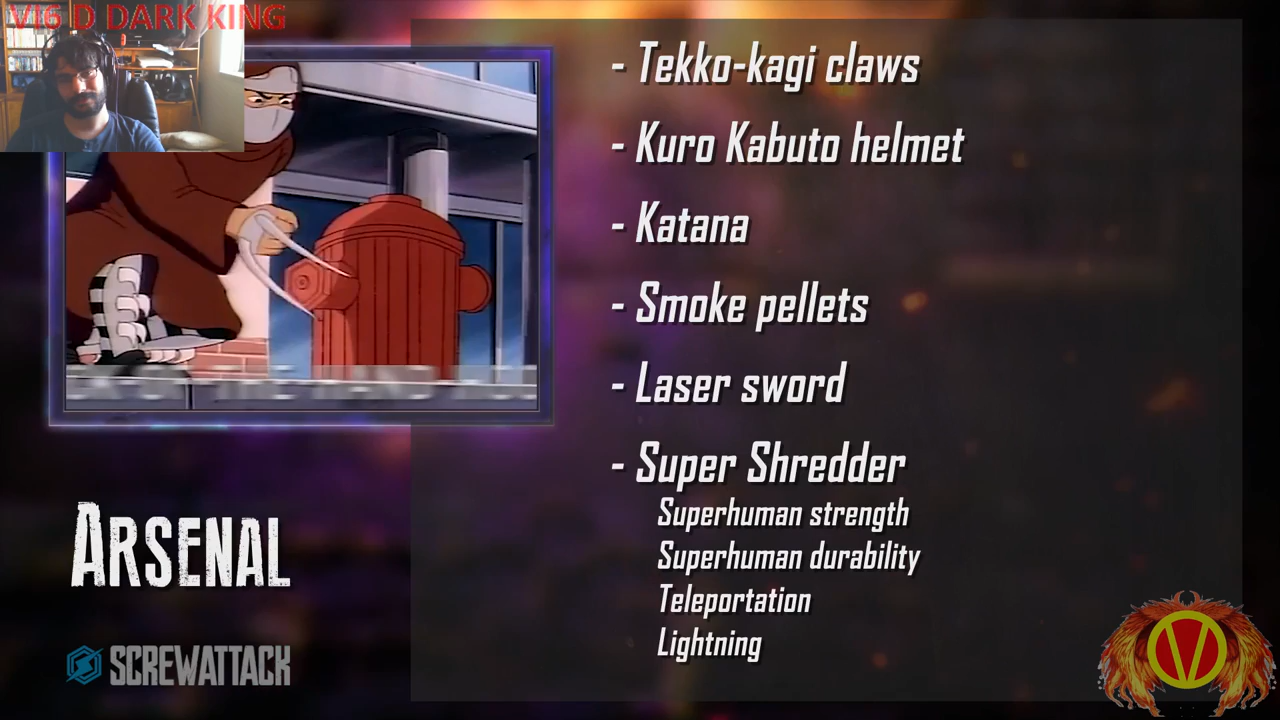 VI6 D DARK KING
- Tekko-kagi claws
- Kuro Kabuto helmet
- Katana
- Smoke pellets
- Laser sword
- Super Shredder
Superhuman strength
Superhuman durability
Teleportation
Lightning
ARSENAL
SCREWATTACK
V